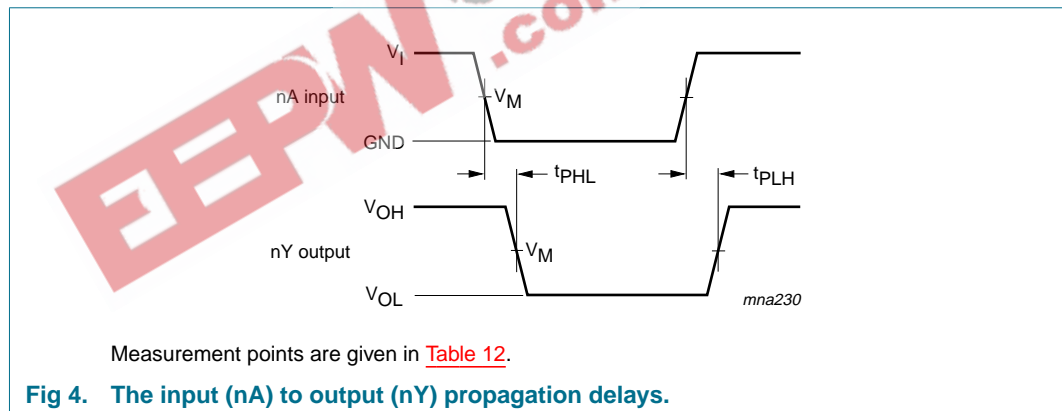 EEPW.com
V_I
nA input
V_M
GND
t_PHL
t_PLH
V_OH
nY output
V_M
V_OL
mna230
Measurement points are given in Table 12.
Fig 4. The input (nA) to output (nY) propagation delays.